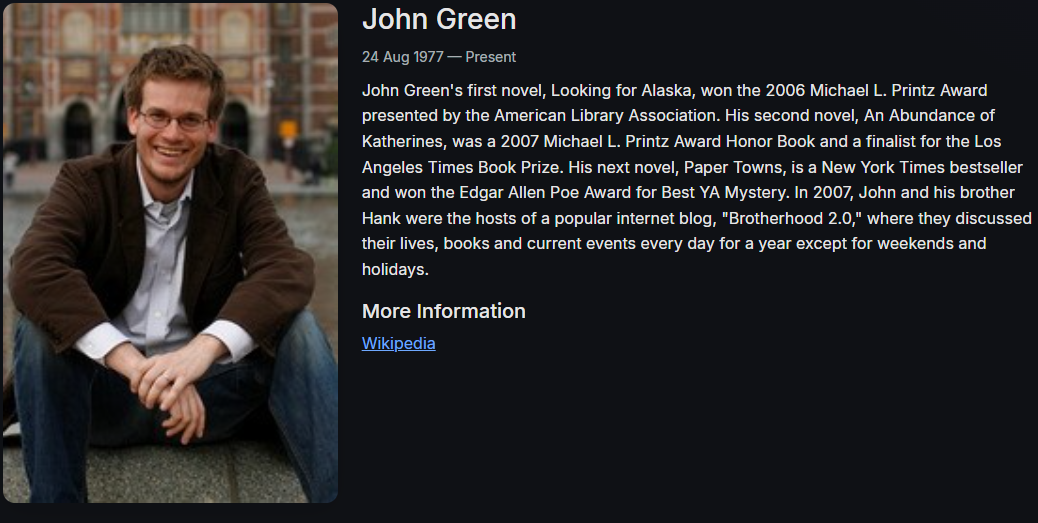 John Green
24 Aug 1977 — Present
John Green's first novel, Looking for Alaska, won the 2006 Michael L. Printz Award
presented by the American Library Association. His second novel, An Abundance of
Katherines, was a 2007 Michael L. Printz Award Honor Book and a finalist for the Los
Angeles Times Book Prize. His next novel, Paper Towns, is a New York Times bestseller
and won the Edgar Allen Poe Award for Best YA Mystery. In 2007, John and his brother
Hank were the hosts of a popular internet blog, "Brotherhood 2.0," where they discussed
their lives, books and current events every day for a year except for weekends and
holidays.
More Information
Wikipedia